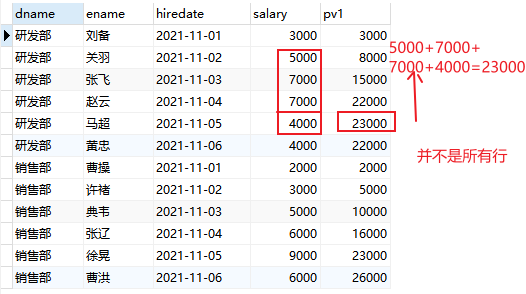 dname ename hiredate salary pv1
研发部 刘备 2021-11-01 3000 3000
研发部 关羽 2021-11-02 5000 8000
研发部 张飞 2021-11-03 7000 15000
研发部 赵云 2021-11-04 7000 22000
研发部 马超 2021-11-05 4000 23000
研发部 黄忠 2021-11-06 4000 22000
销售部 曹操 2021-11-01 2000 2000
销售部 许褚 2021-11-02 3000 5000
销售部 典韦 2021-11-03 5000 10000
销售部 张辽 2021-11-04 6000 16000
销售部 徐晃 2021-11-05 9000 23000
销售部 曹洪 2021-11-06 6000 26000
5000+7000+
7000+4000=23000
并不是所有行